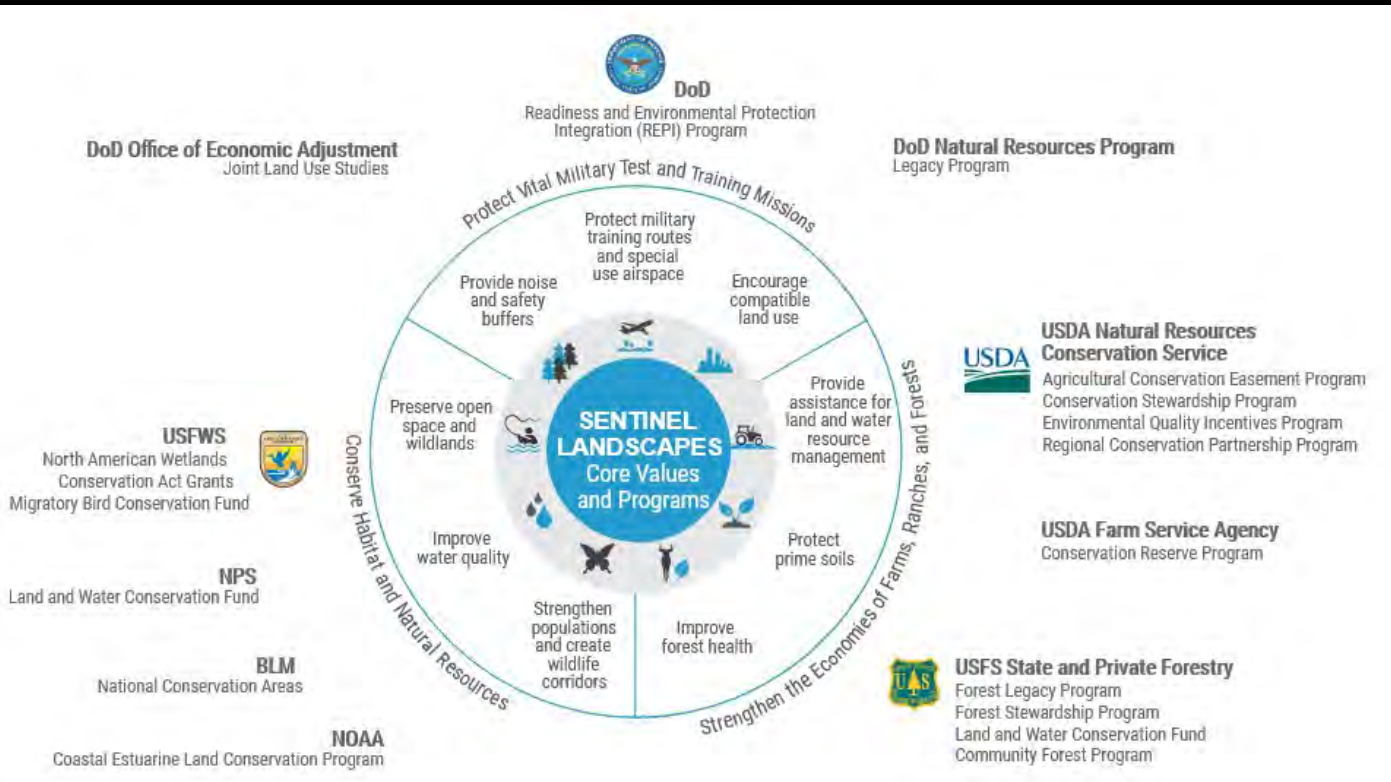 DoD
Readiness and Environmental Protection
Integration (REPI) Program
DoD Office of Economic Adjustment
Joint Land Use Studies
DoD Natural Resources Program
Legacy Program
Protect Vital Military Test and Training Missions
Protect military
training routes
and special
use airspace
Provide noise
and safety
buffers
Encourage
compatible
land use
USDA
USDA Natural Resources
Conservation Service
Agricultural Conservation Easement Program
Conservation Stewardship Program
Environmental Quality Incentives Program
Regional Conservation Partnership Program
Strengthen the Economies of Farms, Ranches, and Forests
Provide
assistance for
land and water
resource
management
Protect
prime soils
Improve
forest health
SENTINEL
LANDSCAPES
Core Values
and Programs
Preserve open
space and
wildlands
Improve
water quality
Strengthen
populations
and create
wildlife
corridors
Conserve Habitat and Natural Resources
USFWS
North American Wetlands
Conservation Act Grants
Migratory Bird Conservation Fund
NPS
Land and Water Conservation Fund
BLM
National Conservation Areas
NOAA
Coastal Estuarine Land Conservation Program
USDA Farm Service Agency
Conservation Reserve Program
U S
USFS State and Private Forestry
Forest Legacy Program
Forest Stewardship Program
Land and Water Conservation Fund
Community Forest Program